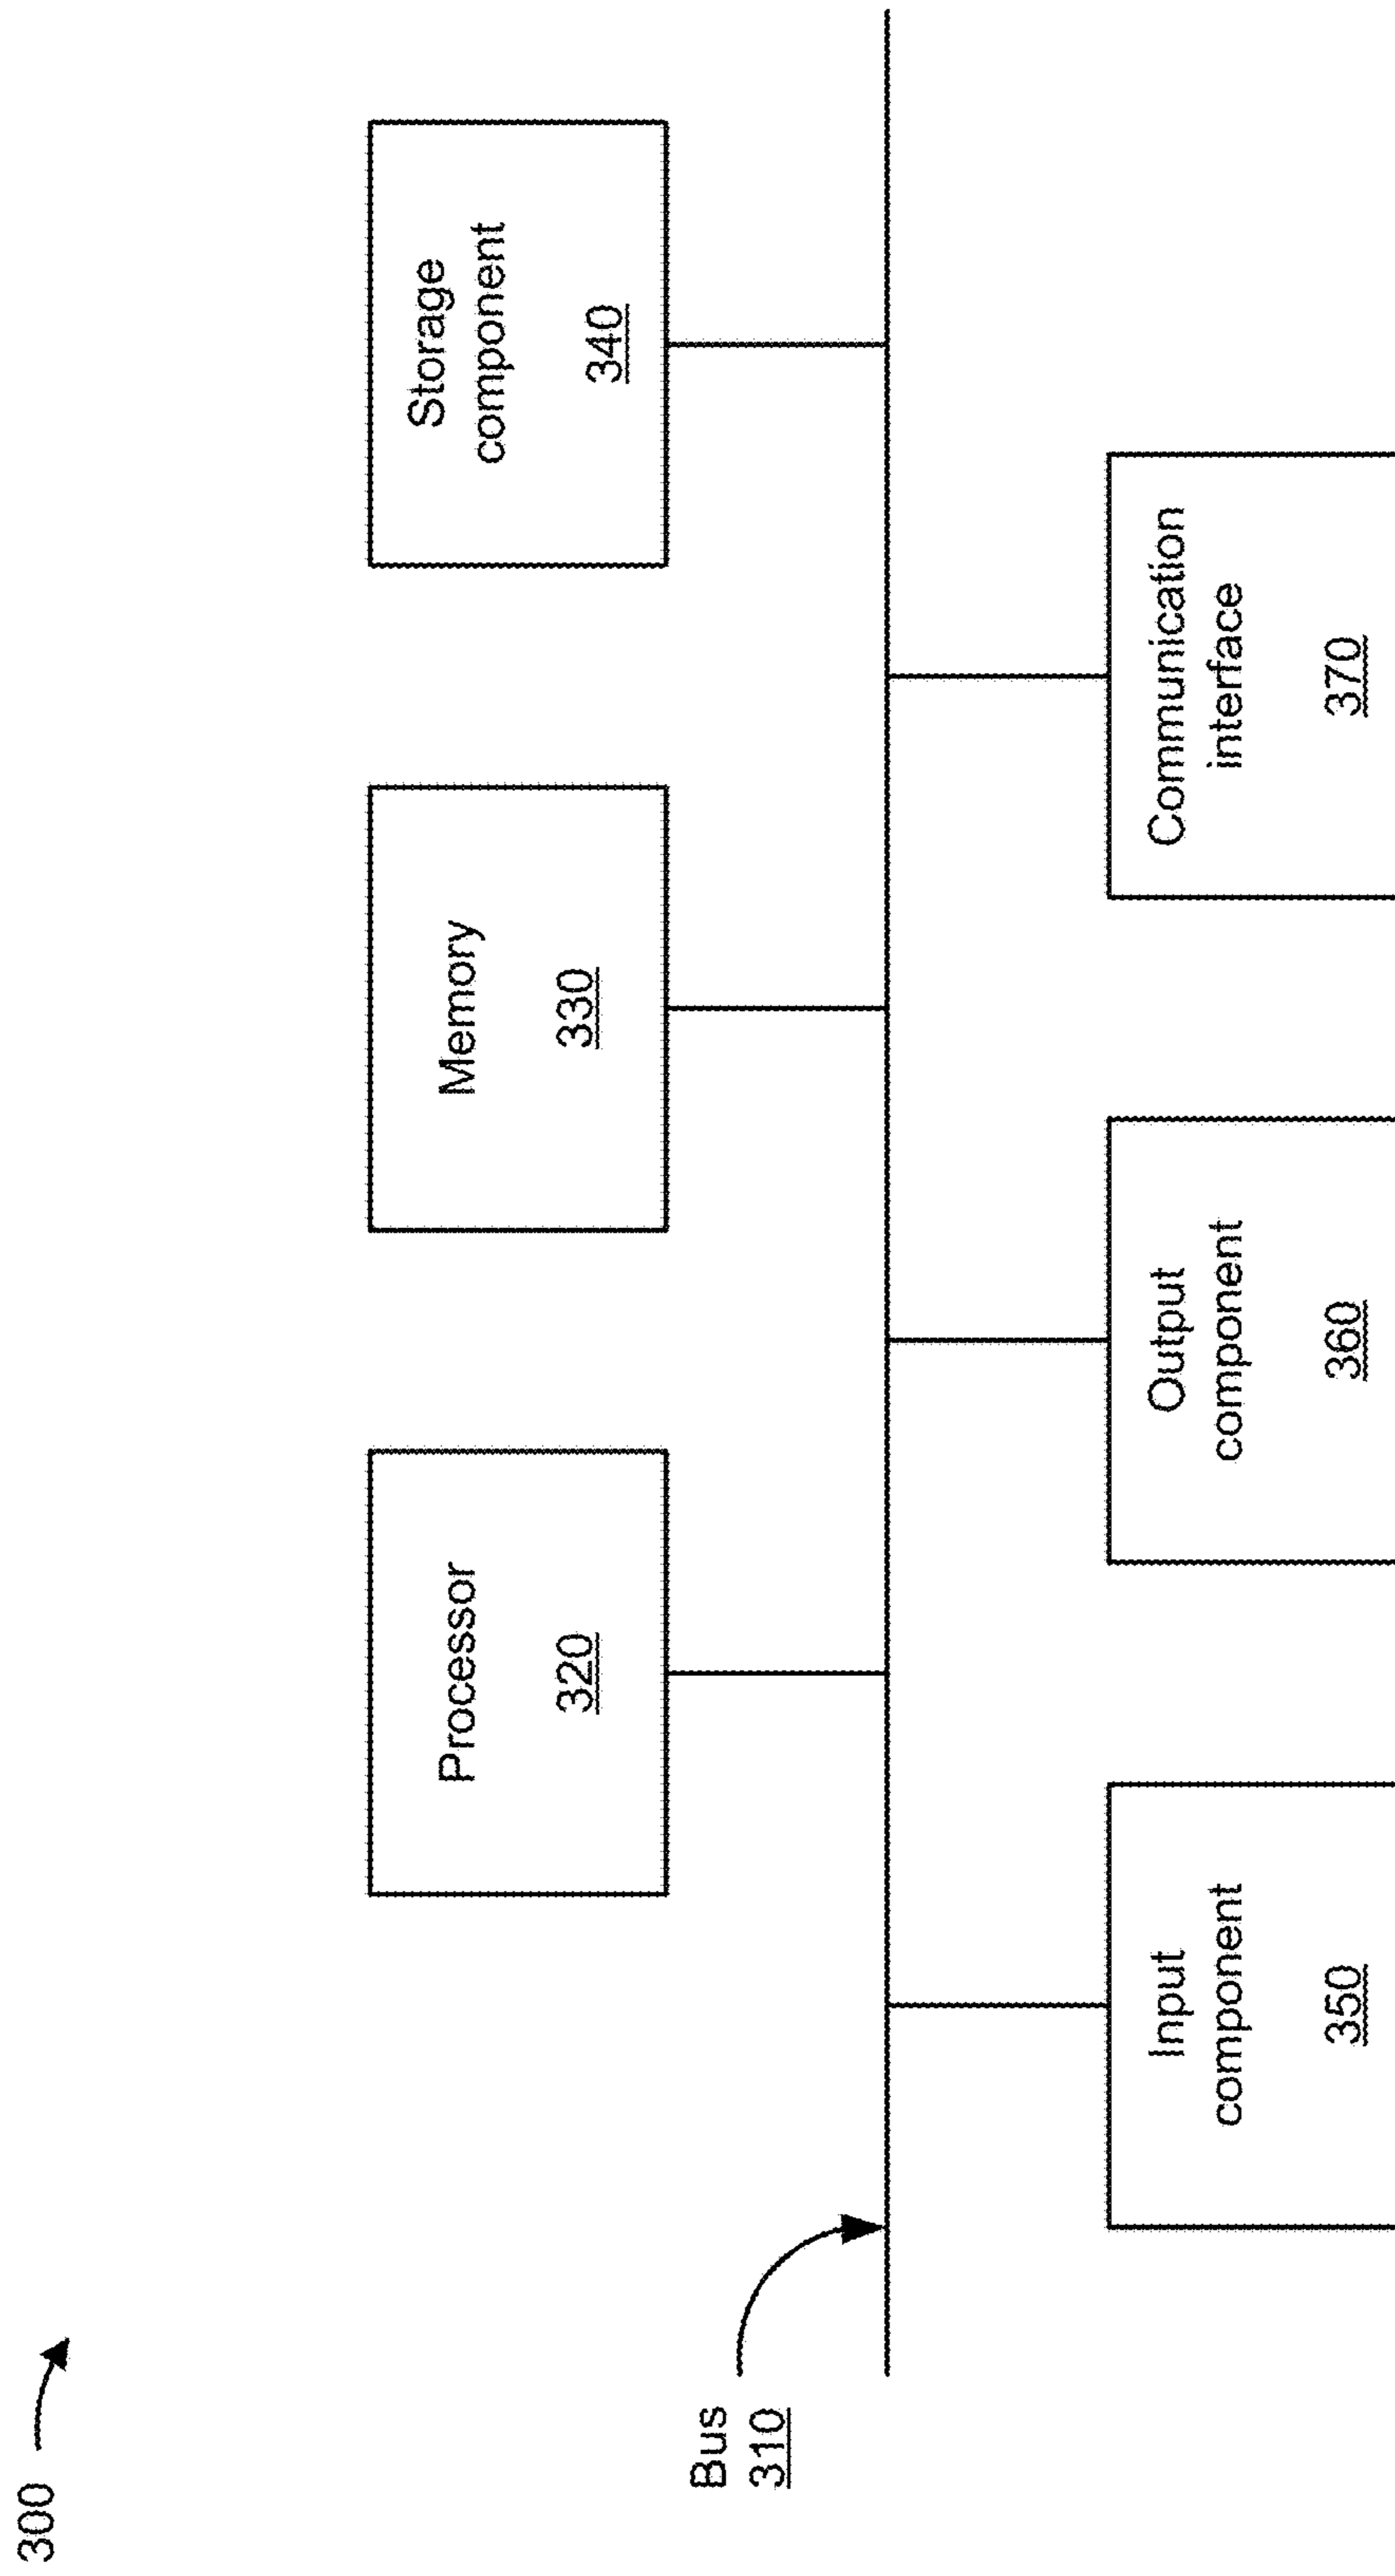 300
Processor
320
Memory
330
Storage
component
340
Bus
310
Input
component
350
Output
component
360
Communication
interface
370